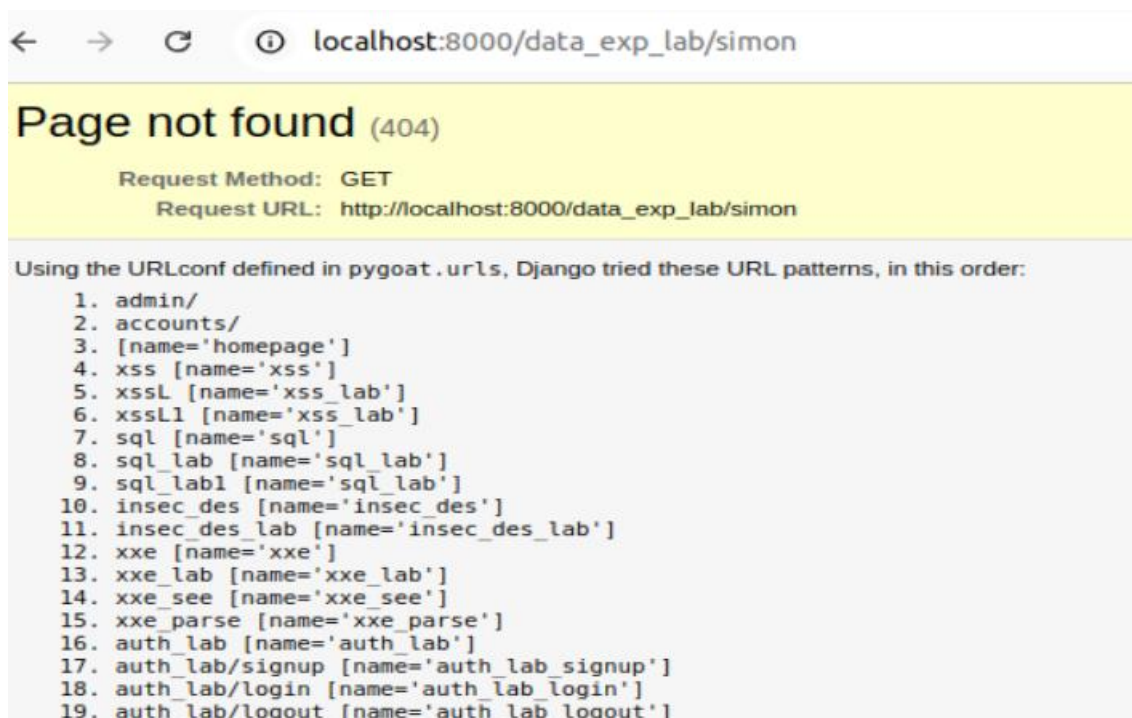 localhost:8000/data_exp_lab/simon
Page not found (404)
Request Method: GET
Request URL: http://localhost:8000/data_exp_lab/simon
Using the URLconf defined in pygoat.urls, Django tried these URL patterns, in this order:
1. admin/
2. accounts/
3. [name='homepage']
4. xss [name='xss']
5. xssL [name='xss_lab']
6. xssL1 [name='xss_lab']
7. sql [name='sql']
8. sql_lab [name='sql_lab']
9. sql_lab1 [name='sql_lab']
10. insec_des [name='insec_des']
11. insec_des_lab [name='insec_des_lab']
12. xxe [name='xxe']
13. xxe_lab [name='xxe_lab']
14. xxe_see [name='xxe_see']
15. xxe_parse [name='xxe_parse']
16. auth_lab [name='auth_lab']
17. auth_lab/signup [name='auth_lab_signup']
18. auth_lab/login [name='auth_lab_login']
19. auth_lab/logout [name='auth_lab_logout']